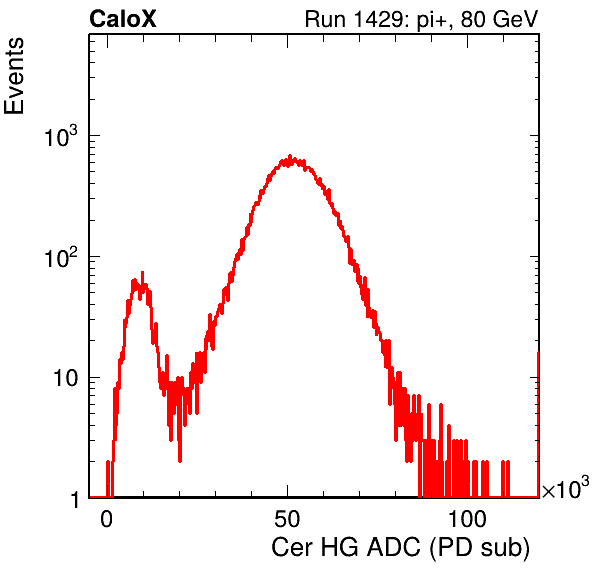 CaloX Run 1429: pi+, 80 GeV
Events
10³
10²
10
1
0 50 100 ×10³
Cer HG ADC (PD sub)